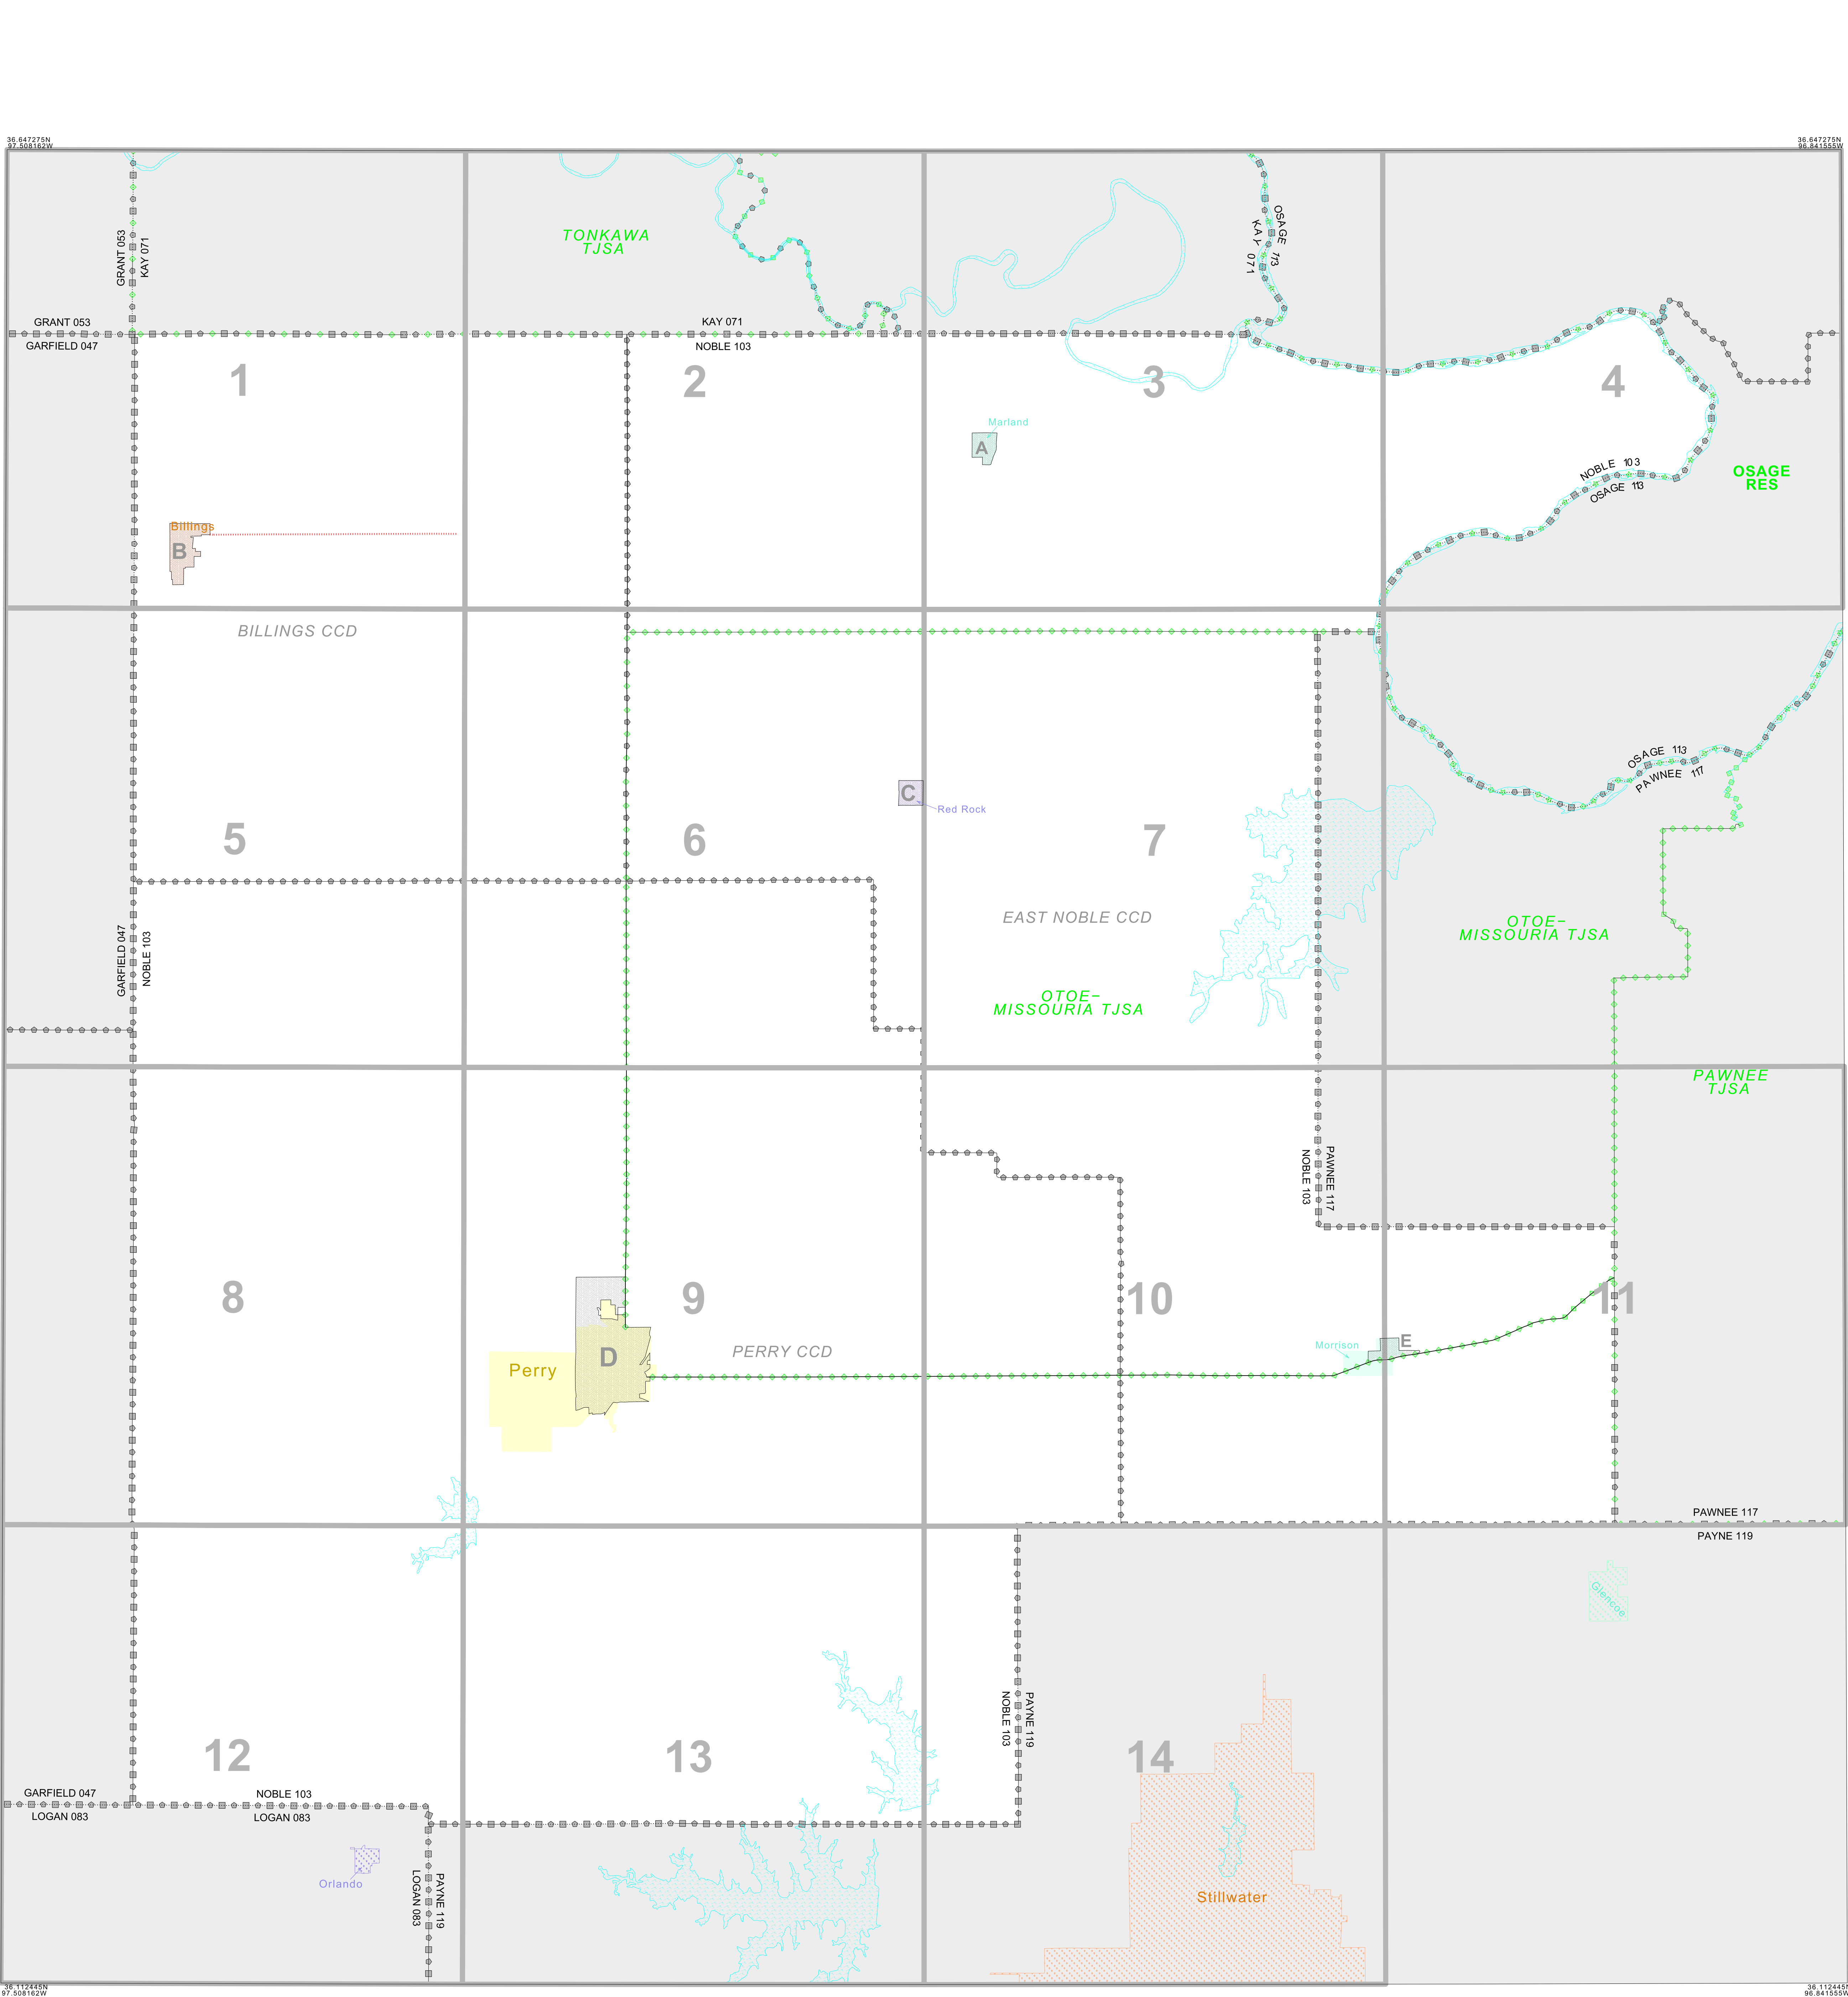 36.647275N
97.508162W
36.647275N
96.841555W
GRANT 053
KAY 071
TONKAWA
TJSA
OSAGE 113
KAY 071
GRANT 053
GARFIELD 047
KAY 071
NOBLE 103
1
2
3
4
Marland
A
NOBLE 103
OSAGE 113
OSAGE
RES
Billings
B
BILLINGS CCD
OSAGE 113
PAWNEE 117
C
Red Rock
5
6
7
EAST NOBLE CCD
OTOE-
MISSOURIA TJSA
GARFIELD 047
NOBLE 103
OTOE-
MISSOURIA TJSA
PAWNEE
TJSA
NOBLE 103
PAWNEE 117
8
9
10
11
Perry
D
PERRY CCD
Morrison
E
PAWNEE 117
PAYNE 119
Glencoe
NOBLE 103
PAYNE 119
12
13
14
GARFIELD 047
LOGAN 083
NOBLE 103
LOGAN 083
Orlando
LOGAN 083
PAYNE 119
Stillwater
36.112445N
97.508162W
36.112445N
96.841555W